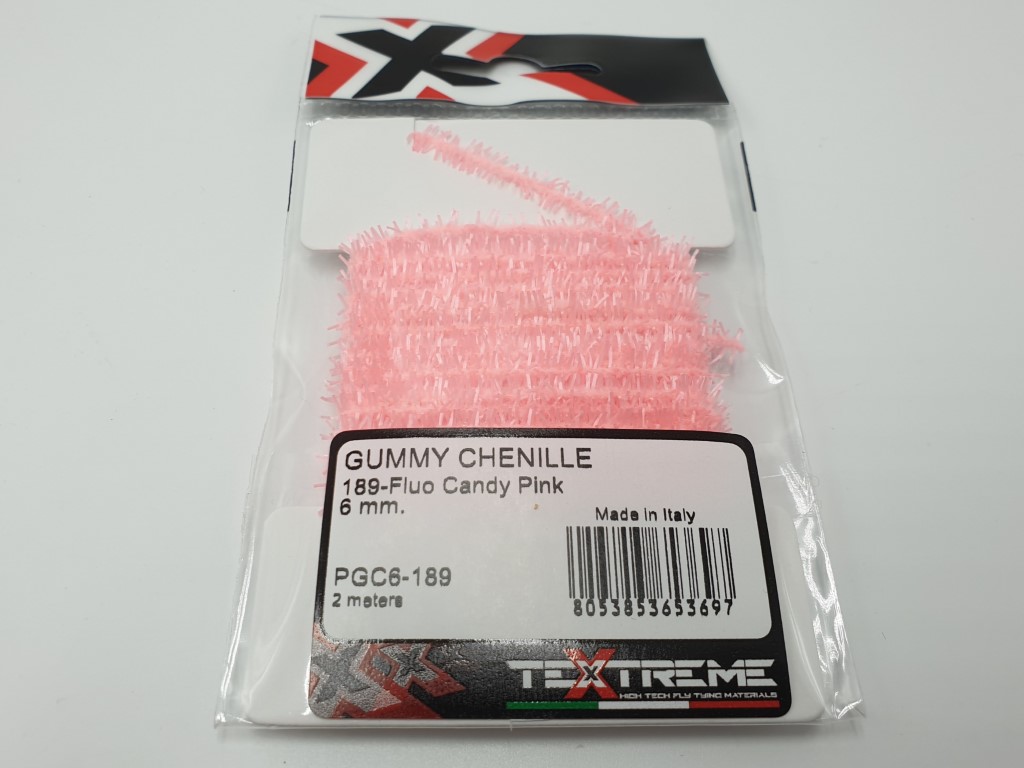 GUMMY CHENILLE
189-Fluo Candy Pink
6 mm.
Made in Italy
PGC6-189
2 meters
8053853653697
TEXTREME
HIGH TECH FLY TYING MATERIALS